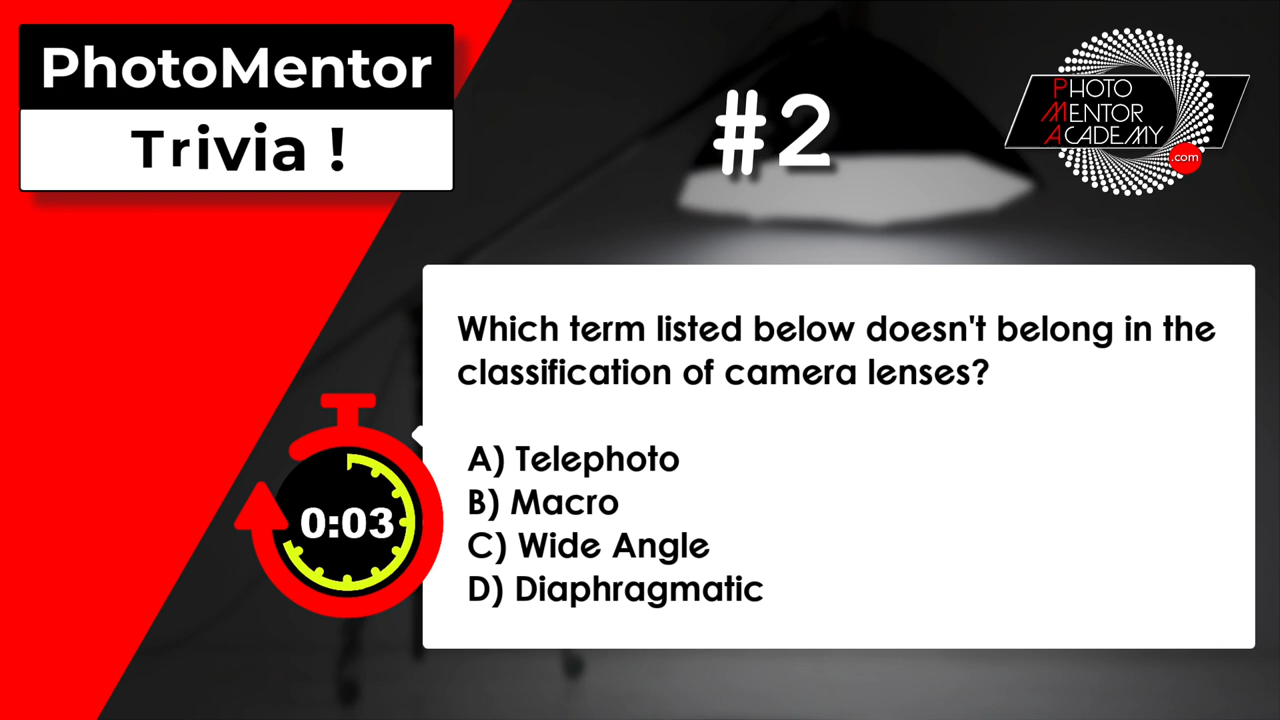 PhotoMentor
Trivia !
#2
PHOTO
MENTOR
ACADEMY
.com
Which term listed below doesn't belong in the
classification of camera lenses?
A) Telephoto
B) Macro
C) Wide Angle
D) Diaphragmatic
0:03